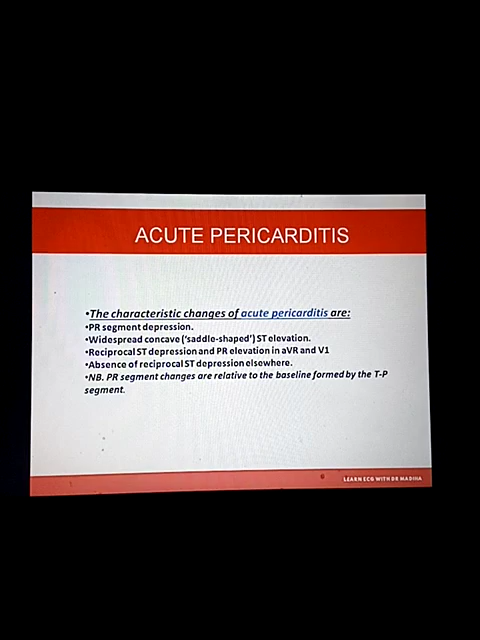 ACUTE PERICARDITIS
•The characteristic changes of acute pericarditis are:
•PR segment depression.
•Widespread concave ('saddle-shaped') ST elevation.
•Reciprocal ST depression and PR elevation in aVR and V1
•Absence of reciprocal ST depression elsewhere.
•NB. PR segment changes are relative to the baseline formed by the T-P
segment.
6 LEARN ECG WITH DR MADIHA